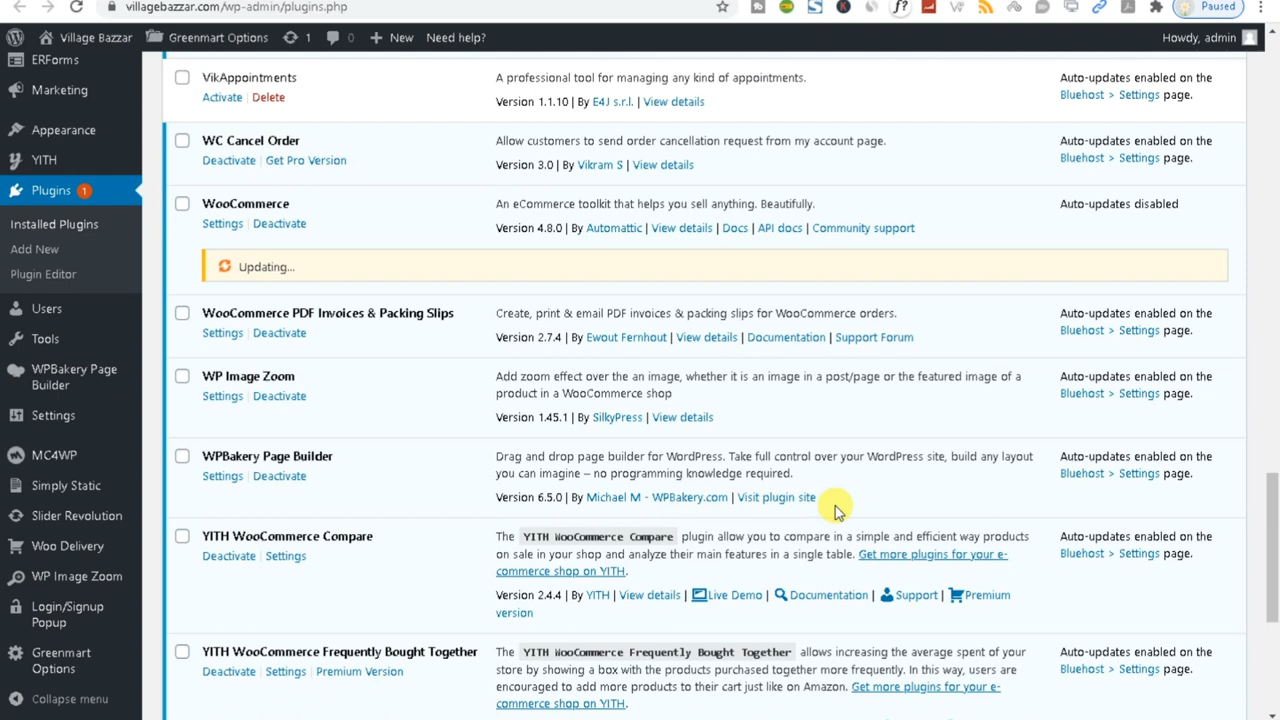 villagebazzar.com/wp-admin/plugins.php
Paused
Village Bazzar Greenmart Options 1 0 New Need help? Howdy, admin
ERForms
Marketing
Appearance
YITH
Plugins 1
Installed Plugins
Add New
Plugin Editor
Users
Tools
WPBakery Page
Builder
Settings
MC4WP
Simply Static
Slider Revolution
Woo Delivery
WP Image Zoom
Login/Signup
Popup
Greenmart
Options
Collapse menu
VikAppointments
Activate | Delete
A professional tool for managing any kind of appointments.
Version 1.1.10 | By E4J s.r.l. | View details
Auto-updates enabled on the
Bluehost > Settings page.
WC Cancel Order
Deactivate | Get Pro Version
Allow customers to send order cancellation request from my account page.
Version 3.0 | By Vikram S | View details
Auto-updates enabled on the
Bluehost > Settings page.
WooCommerce
Settings | Deactivate
An eCommerce toolkit that helps you sell anything. Beautifully.
Version 4.8.0 | By Automattic | View details | Docs | API docs | Community support
Auto-updates disabled
Updating...
WooCommerce PDF Invoices & Packing Slips
Settings | Deactivate
Create, print & email PDF invoices & packing slips for WooCommerce orders.
Version 2.7.4 | By Ewout Fernhout | View details | Documentation | Support Forum
Auto-updates enabled on the
Bluehost > Settings page.
WP Image Zoom
Settings | Deactivate
Add zoom effect over the an image, whether it is an image in a post/page or the featured image of a
product in a WooCommerce shop
Version 1.45.1 | By SilkyPress | View details
Auto-updates enabled on the
Bluehost > Settings page.
WPBakery Page Builder
Settings | Deactivate
Drag and drop page builder for WordPress. Take full control over your WordPress site, build any layout
you can imagine – no programming knowledge required.
Version 6.5.0 | By Michael M - WPBakery.com | Visit plugin site
Auto-updates enabled on the
Bluehost > Settings page.
YITH WooCommerce Compare
Deactivate | Settings
The YITH WooCommerce Compare plugin allow you to compare in a simple and efficient way products
on sale in your shop and analyze their main features in a single table. Get more plugins for your e-
commerce shop on YITH.
Version 2.4.4 | By YITH | View details | Live Demo | Documentation | Support | Premium
version
Auto-updates enabled on the
Bluehost > Settings page.
YITH WooCommerce Frequently Bought Together
Deactivate | Settings | Premium Version
The YITH WooCommerce Frequently Bought Together allows increasing the average spent of your
store by showing a box with the products purchased together more frequently. In this way, users are
encouraged to add more products to their cart just like on Amazon. Get more plugins for your e-
commerce shop on YITH.
Auto-updates enabled on the
Bluehost > Settings page.